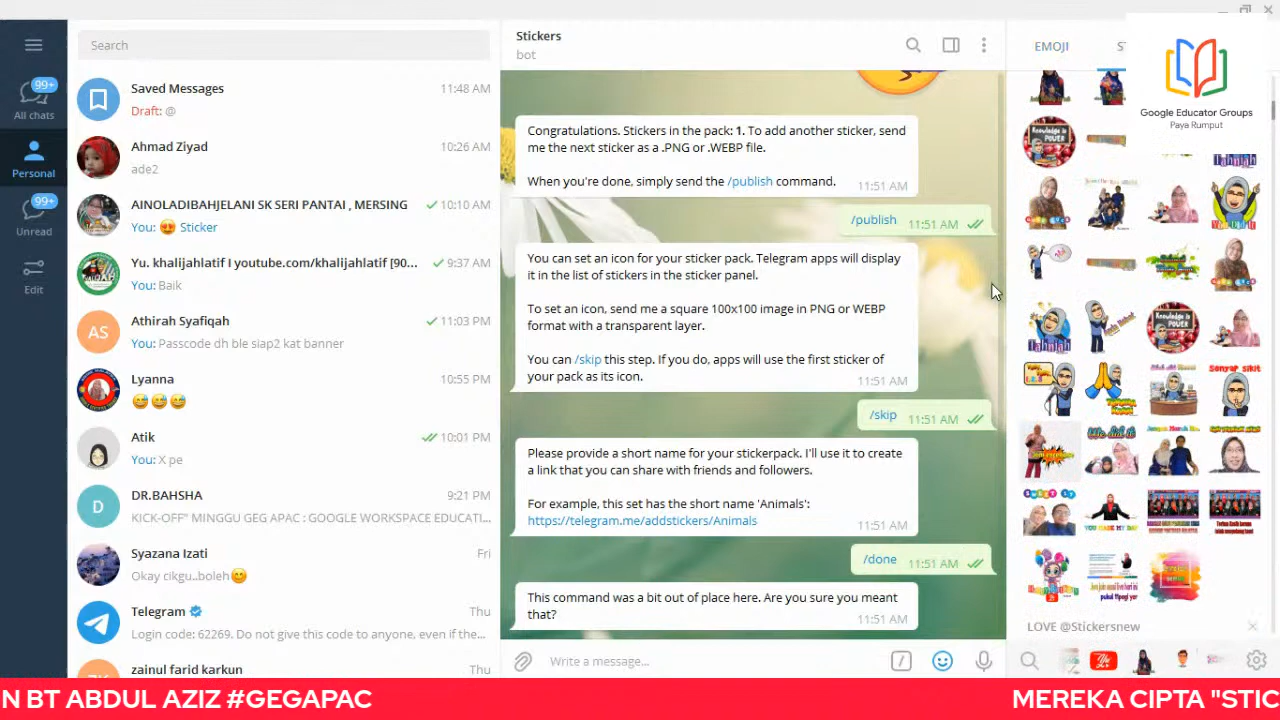 Search
99+
All chats
Personal
99+
Unread
Edit
Saved Messages 11:48 AM
Draft: @
Ahmad Ziyad 10:26 AM
ade2
AINOLADIBAHJELANI SK SERI PANTAI , MERSING 10:10 AM
You: 😍 Sticker
Yu. khalijahlatif I youtube.com/khalijahlatif [90... 9:37 AM
You: Baik
AS
Athirah Syafiqah 11:03 PM
You: Passcode dh ble siap2 kat banner
Lyanna 10:55 PM
😅😅😅
Atik 10:01 PM
You: X pe
D
DR.BAHSHA 9:21 PM
KICK-OFF" MINGGU GEG APAC : GOOGLE WORKSPACE EDUCATI...
Syazana Izati Fri
Okay cikgu..boleh😊
Telegram Thu
Login code: 62269. Do not give this code to anyone, even if the...
zainul farid karkun Thu
Stickers
bot
Congratulations. Stickers in the pack: 1. To add another sticker, send
me the next sticker as a .PNG or .WEBP file.
When you're done, simply send the /publish command. 11:51 AM
/publish 11:51 AM
You can set an icon for your sticker pack. Telegram apps will display
it in the list of stickers in the sticker panel.
To set an icon, send me a square 100x100 image in PNG or WEBP
format with a transparent layer.
You can /skip this step. If you do, apps will use the first sticker of
your pack as its icon. 11:51 AM
/skip 11:51 AM
Please provide a short name for your stickerpack. I'll use it to create
a link that you can share with friends and followers.
For example, this set has the short name 'Animals':
https://telegram.me/addstickers/Animals 11:51 AM
/done 11:51 AM
This command was a bit out of place here. Are you sure you meant
that? 11:51 AM
Write a message...
EMOJI
Google Educator Groups
Paya Rumput
Knowledge is
POWER
Tahniah
Tahniah
Knowledge is
POWER
Senyar sikit
SWEET LY
YOU MADE MY DAY
LOVE @Stickersnew
N BT ABDUL AZIZ #GEGAPAC
MEREKA CIPTA "STIC